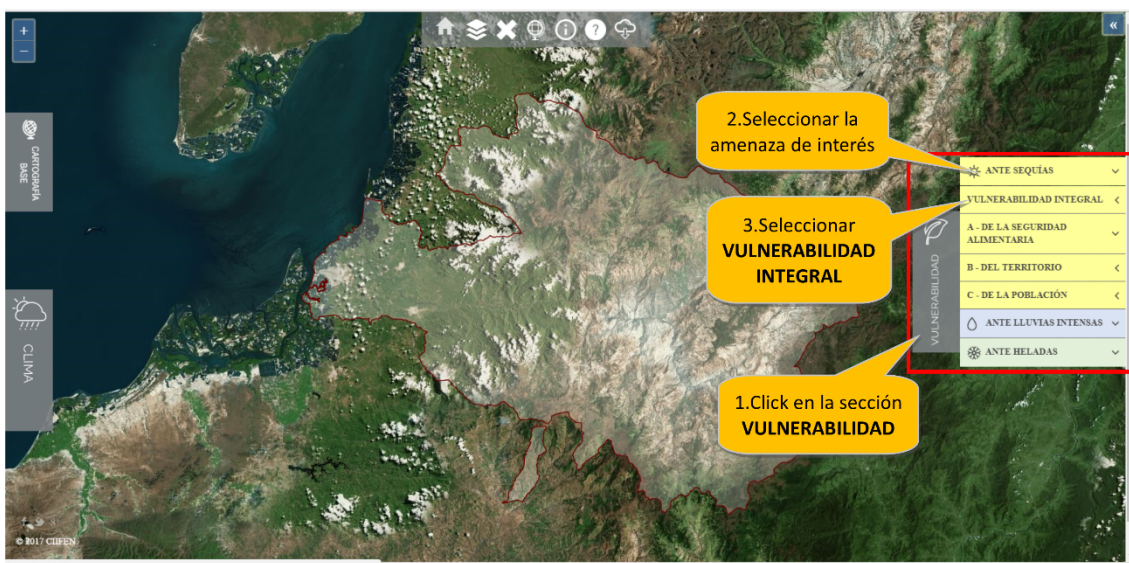 +
−
«
?
CARTOGRAFÍA
BASE
CLIMA
2.Seleccionar la
amenaza de interés
3.Seleccionar
VULNERABILIDAD
INTEGRAL
1.Click en la sección
VULNERABILIDAD
VULNERABILIDAD
ANTE SEQUÍAS
VULNERABILIDAD INTEGRAL
A - DE LA SEGURIDAD
ALIMENTARIA
B - DEL TERRITORIO
C - DE LA POBLACIÓN
ANTE LLUVIAS INTENSAS
ANTE HELADAS
© 2017 CIIFEN